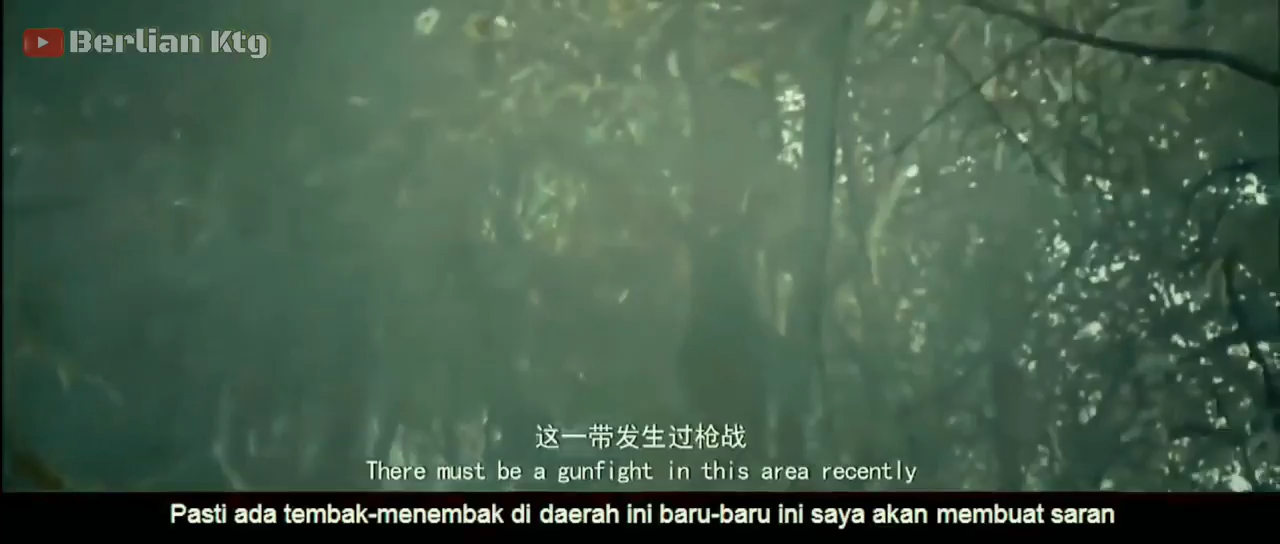 Berlian Ktg
这一带发生过枪战
There must be a gunfight in this area recently
Pasti ada tembak-menembak di daerah ini baru-baru ini saya akan membuat saran